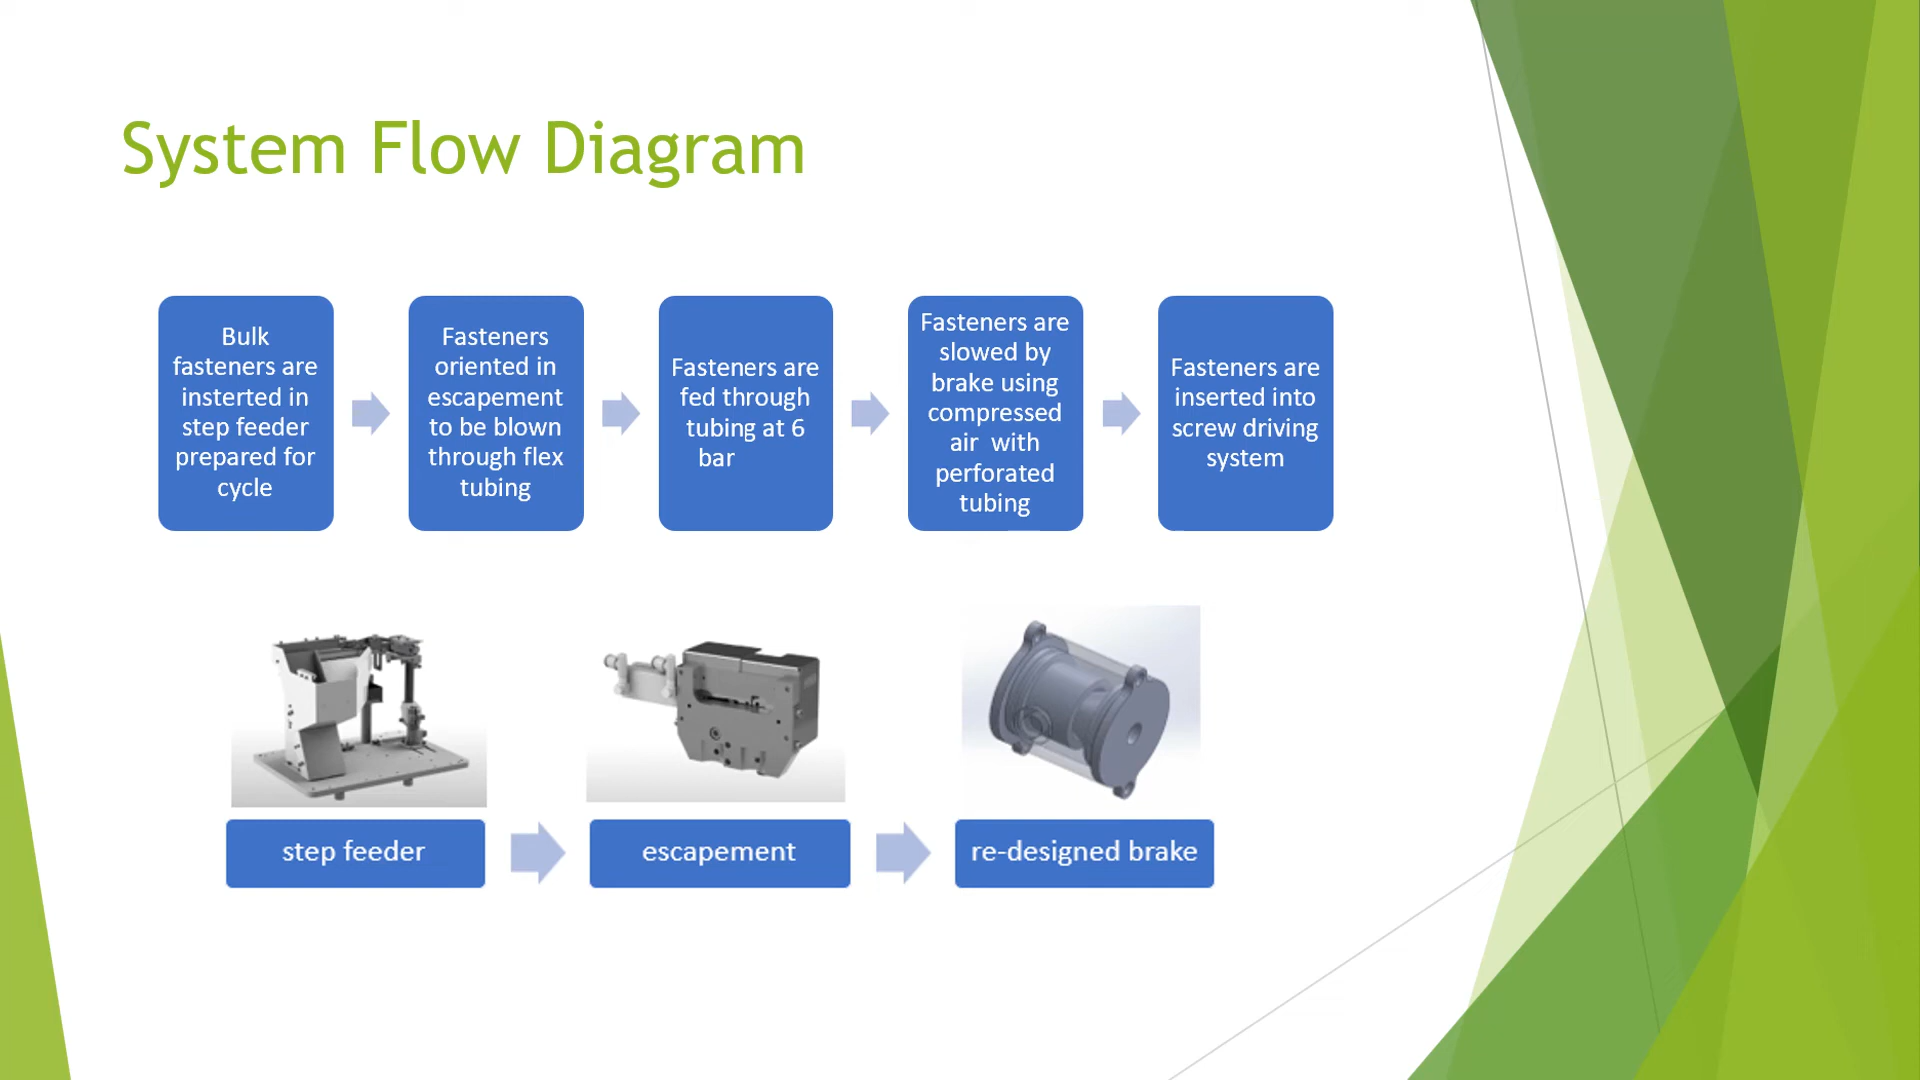 System Flow Diagram
Bulk
fasteners are
insterted in
step feeder
prepared for
cycle
Fasteners
oriented in
escapement
to be blown
through flex
tubing
Fasteners are
fed through
tubing at 6
bar
Fasteners are
slowed by
brake using
compressed
air with
perforated
tubing
Fasteners are
inserted into
screw driving
system
step feeder
escapement
re-designed brake